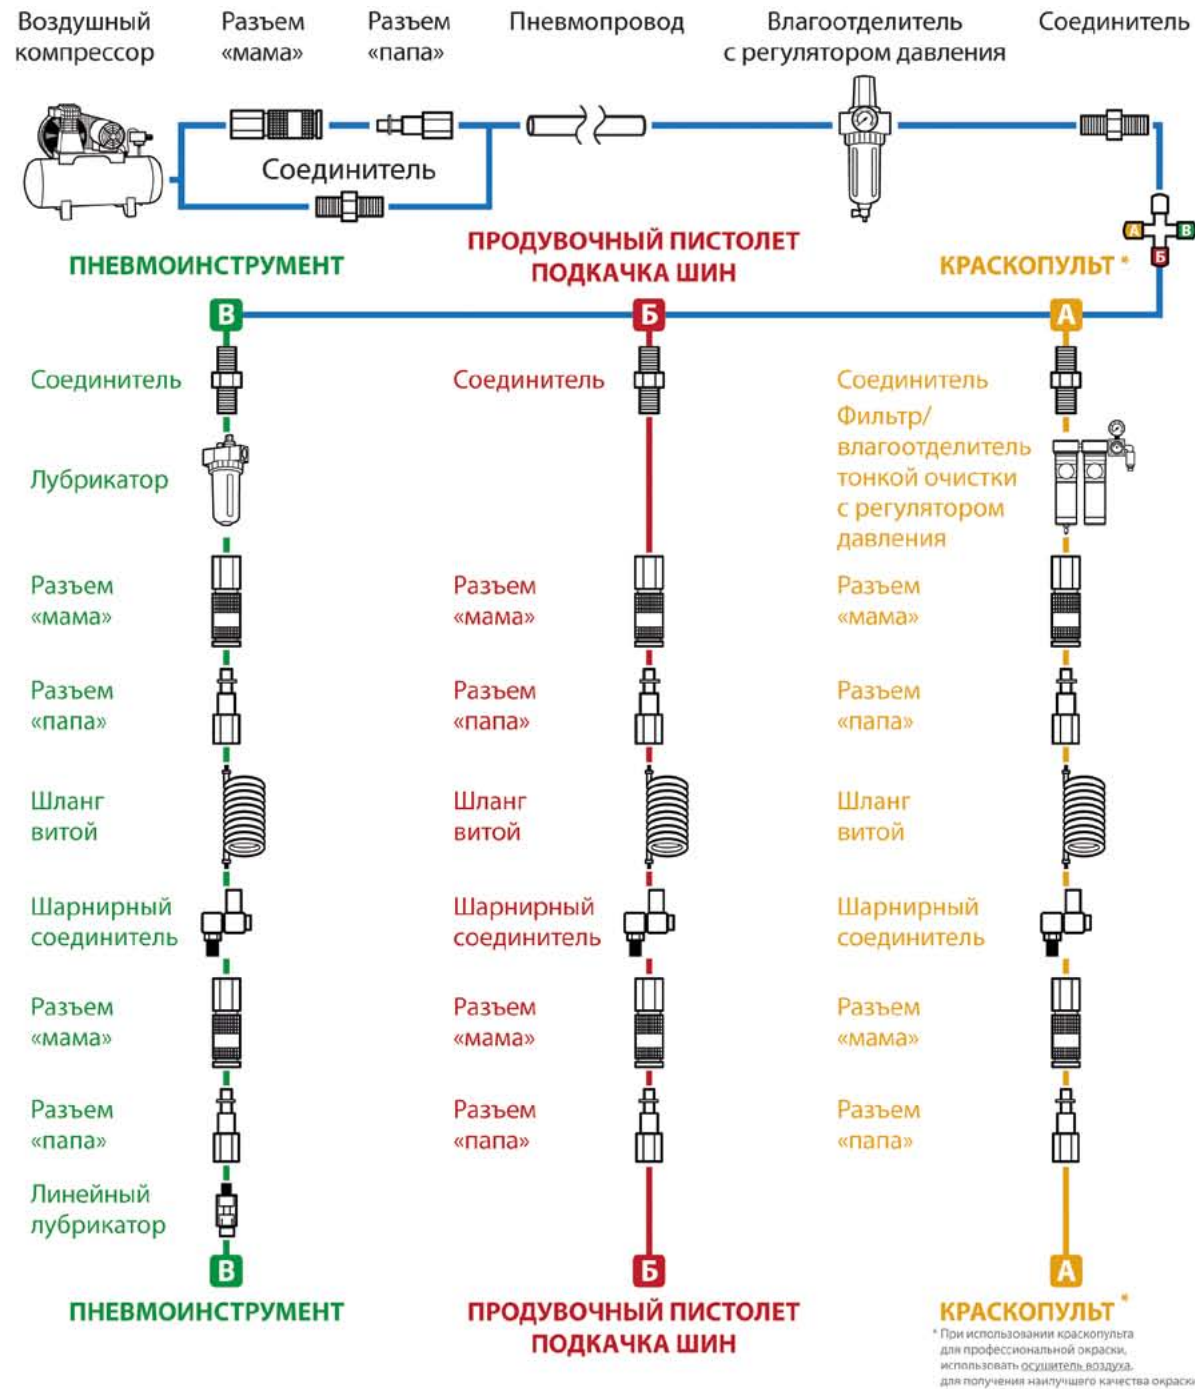 Воздушный
компрессор
Разъем
«мама»
Разъем
«папа»
Пневмопровод
Влагоотделитель
с регулятором давления
Соединитель
Соединитель
А
В
Б
ПНЕВМОИНСТРУМЕНТ
ПРОДУВОЧНЫЙ ПИСТОЛЕТ
ПОДКАЧКА ШИН
КРАСКОПУЛЬТ *
В
Б
А
Соединитель
Лубрикатор
Разъем
«мама»
Разъем
«папа»
Шланг
витой
Шарнирный
соединитель
Разъем
«мама»
Разъем
«папа»
Линейный
лубрикатор
В
ПНЕВМОИНСТРУМЕНТ
Соединитель
Разъем
«мама»
Разъем
«папа»
Шланг
витой
Шарнирный
соединитель
Разъем
«мама»
Разъем
«папа»
Б
ПРОДУВОЧНЫЙ ПИСТОЛЕТ
ПОДКАЧКА ШИН
Соединитель
Фильтр/
влагоотделитель
тонкой очистки
с регулятором
давления
Разъем
«мама»
Разъем
«папа»
Шланг
витой
Шарнирный
соединитель
Разъем
«мама»
Разъем
«папа»
А
КРАСКОПУЛЬТ *
* При использовании краскопульта
для профессиональной окраски,
использовать осушитель воздуха,
для получения наилучшего качества окраски